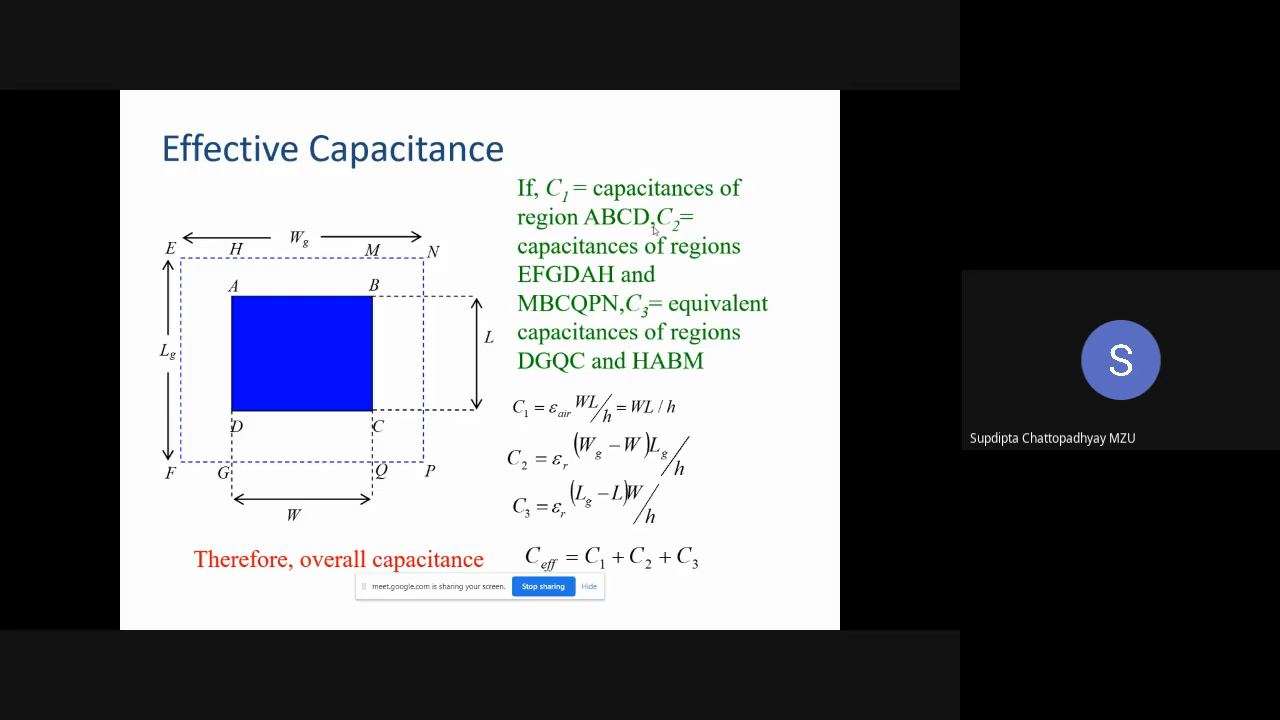 Effective Capacitance
If, C₁ = capacitances of
region ABCD,C₂=
capacitances of regions
EFGDAH and
MBCQPN,C₃= equivalent
capacitances of regions
DGQC and HABM
E H W_g M N
A B
L_g
L
D C
F G Q P
W
C₁ = ε_air WL/h = WL / h
C₂ = ε_r (W_g − W)L_g/h
C₃ = ε_r (L_g − L)W/h
Therefore, overall capacitance
C_eff = C₁ + C₂ + C₃
meet.google.com is sharing your screen. Stop sharing Hide
S
Supdipta Chattopadhyay MZU